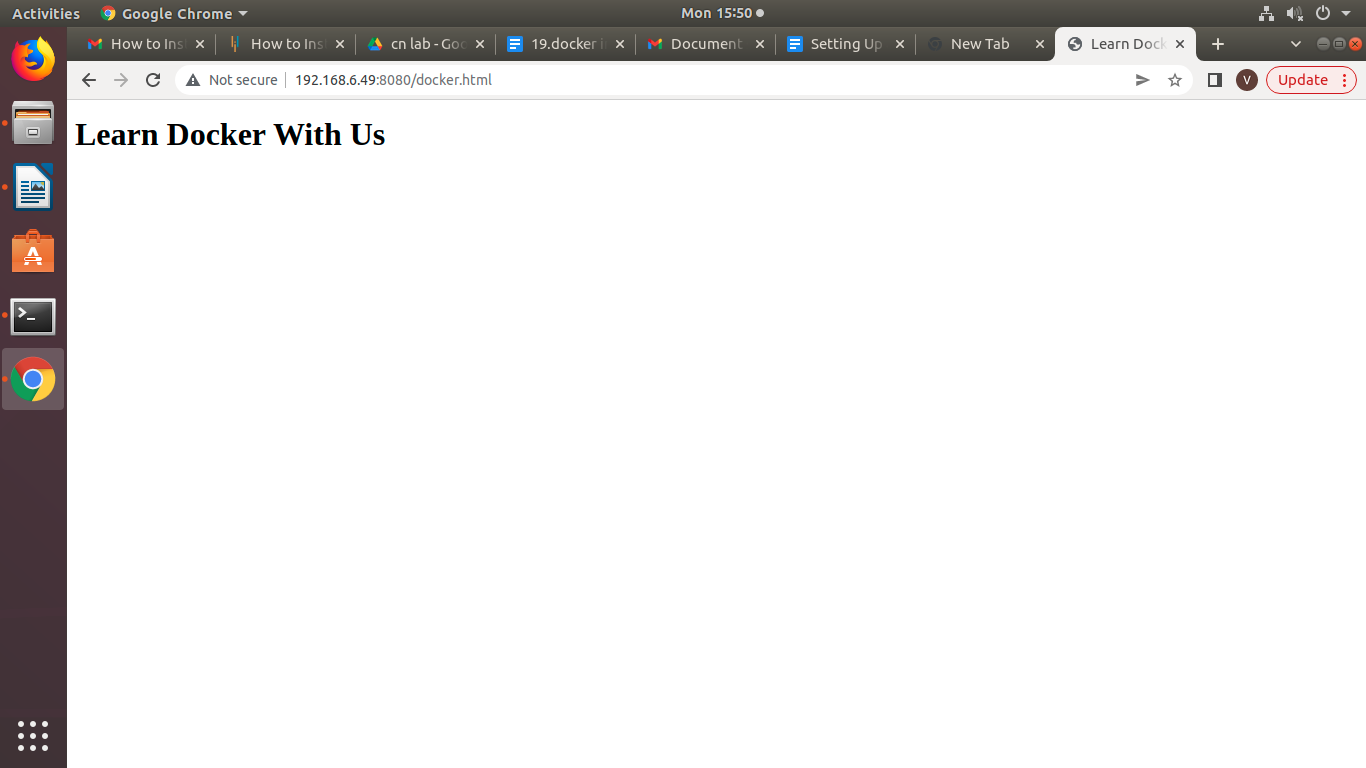 Activities Google Chrome Mon 15:50
How to Ins How to Ins cn lab - Goo 19.docker i Document Setting Up New Tab Learn Dock
Not secure 192.168.6.49:8080/docker.html V Update
Learn Docker With Us